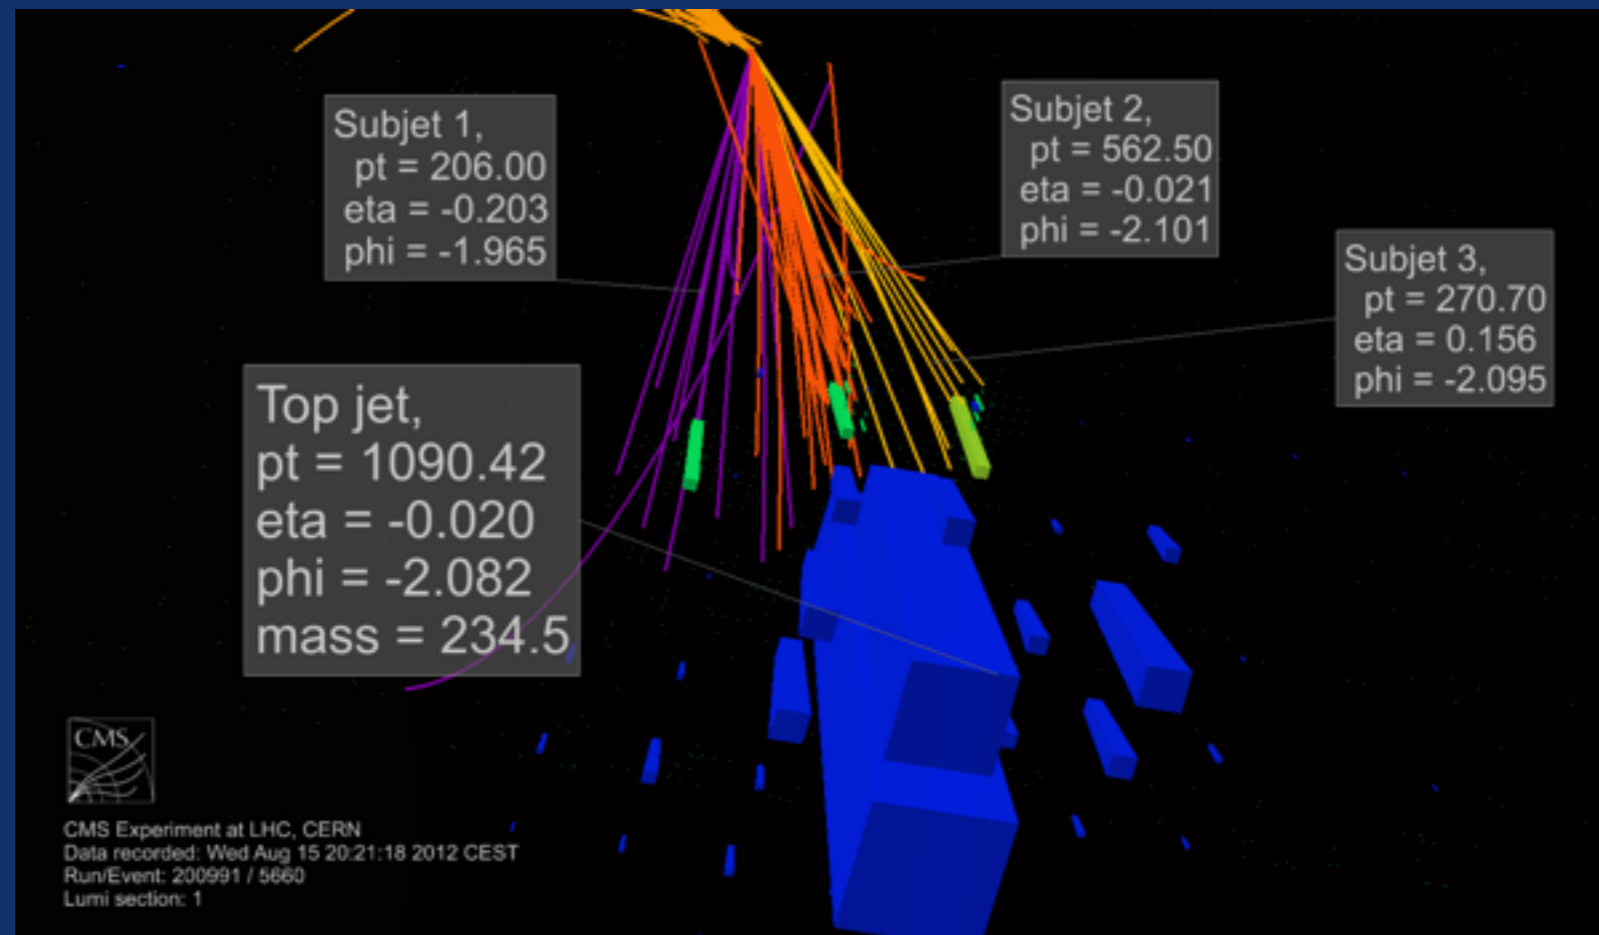 Subjet 1,
pt = 206.00
eta = -0.203
phi = -1.965
Subjet 2,
pt = 562.50
eta = -0.021
phi = -2.101
Subjet 3,
pt = 270.70
eta = 0.156
phi = -2.095
Top jet,
pt = 1090.42
eta = -0.020
phi = -2.082
mass = 234.5
CMS
CMS Experiment at LHC, CERN
Data recorded: Wed Aug 15 20:21:18 2012 CEST
Run/Event: 200991 / 5660
Lumi section: 1